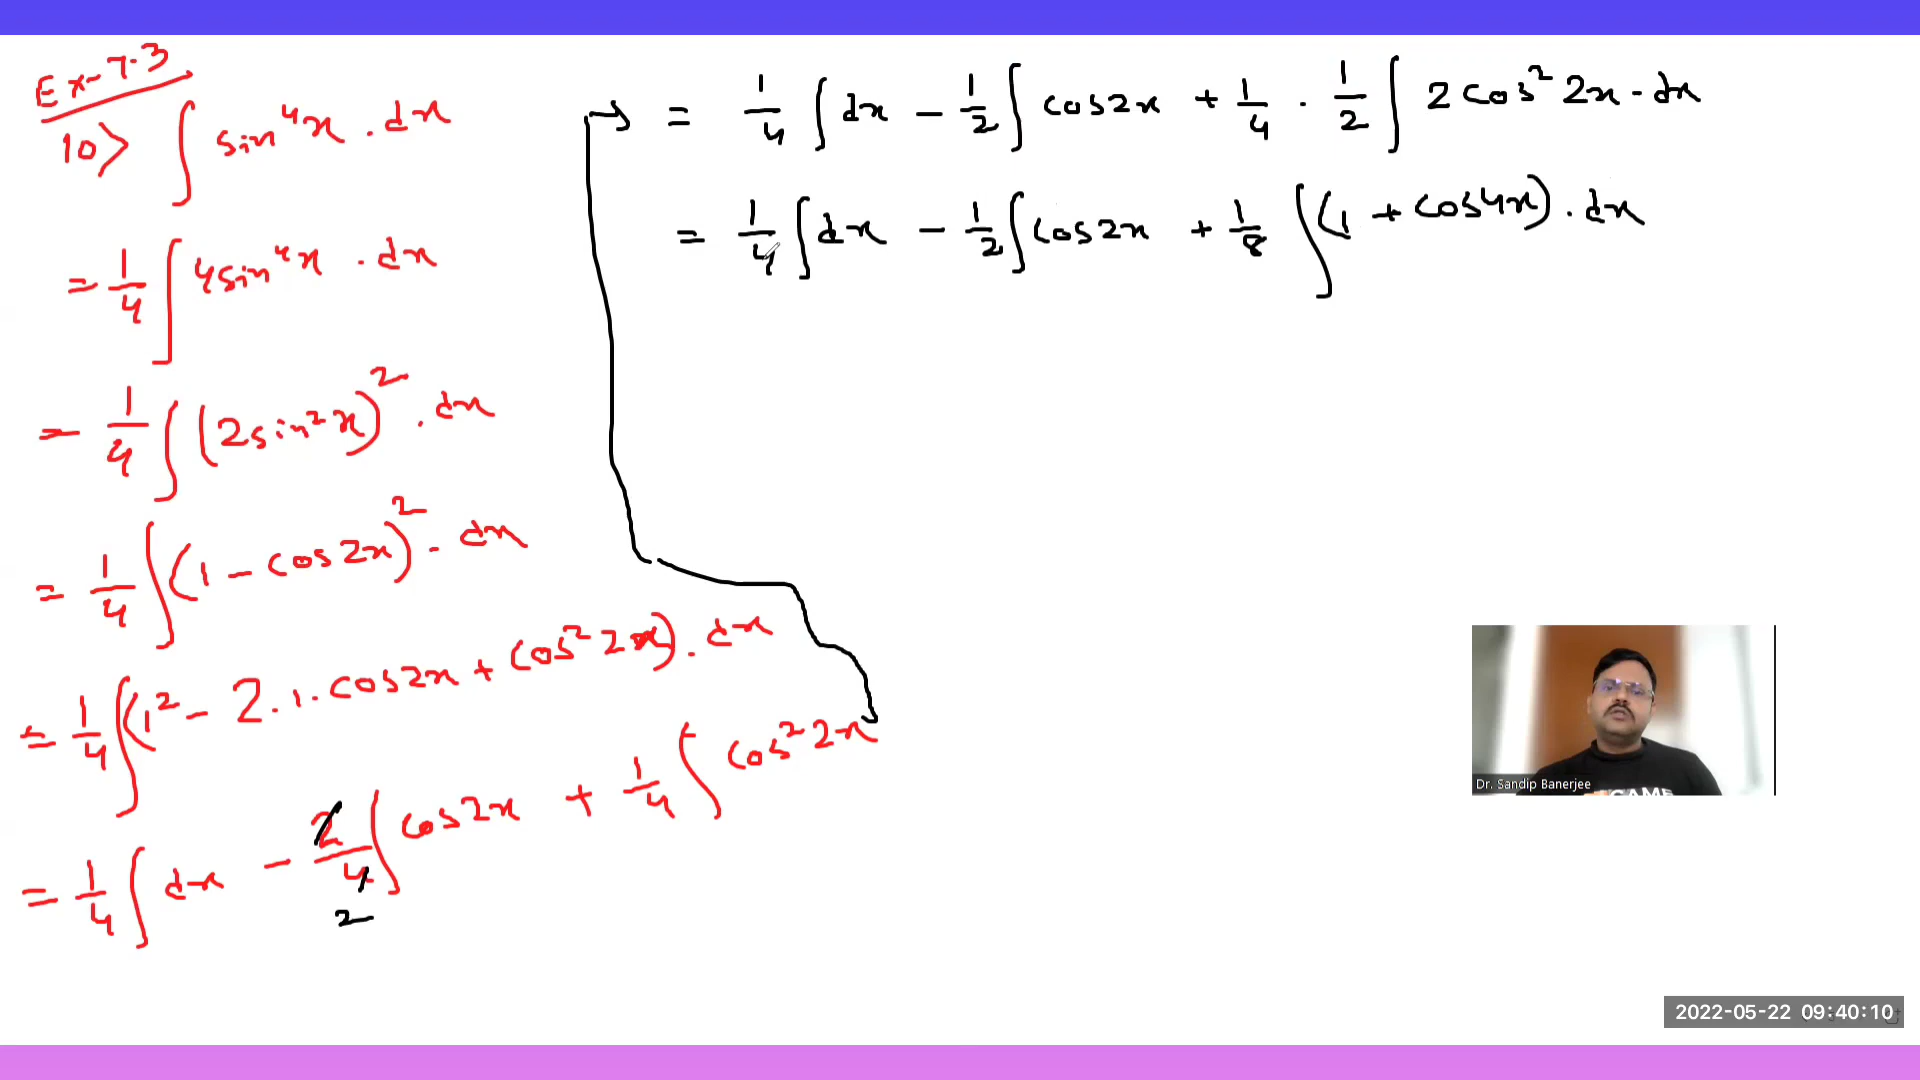 Ex-7.3
10) ∫ sin⁴x . dx
= 1/4 ∫ 4sin⁴x . dx
= 1/4 ∫ (2sin²x)² . dx
= 1/4 ∫ (1 - cos2x)² . dx
= 1/4 ∫ (1² - 2.1.cos2x + cos²2x) . dx
= 1/4 ∫ dx - 2/4 ∫ cos2x + 1/4 ∫ cos²2x
2
→ = 1/4 ∫ dx - 1/2 ∫ cos2x + 1/4 . 1/2 ∫ 2cos²2x . dx
= 1/4 ∫ dx - 1/2 ∫ cos2x + 1/8 ∫ (1 + cos4x) . dx
Dr. Sandip Banerjee
2022-05-22 09:40:10